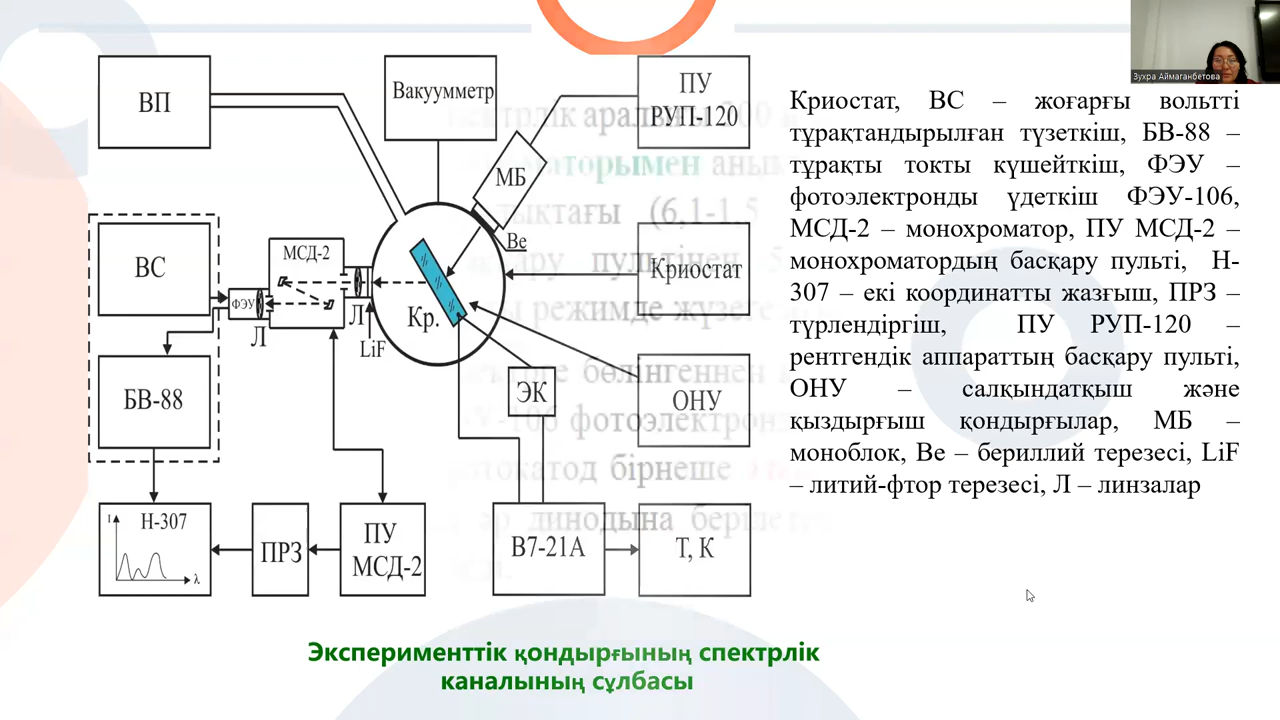 Зухра Аймаганбетова
ВП
Вакуумметр
ПУ
РУП-120
МБ
Be
ВС
МСД-2
ФЭУ
Л
Л
LiF
Кр.
Криостат
БВ-88
ЭК
ОНУ
Н-307
I
λ
ПРЗ
ПУ
МСД-2
В7-21А
Т, К
Криостат, ВС – жоғарғы вольтті
тұрақтандырылған түзеткіш, БВ-88 –
тұрақты токты күшейткіш, ФЭУ –
фотоэлектронды үдеткіш ФЭУ-106,
МСД-2 – монохроматор, ПУ МСД-2 –
монохроматордың басқару пульті, Н-
307 – екі координатты жазғыш, ПРЗ –
түрлендіргіш, ПУ РУП-120 –
рентгендік аппараттың басқару пульті,
ОНУ – салқындатқыш және
қыздырғыш қондырғылар, МБ –
моноблок, Be – бериллий терезесі, LiF
– литий-фтор терезесі, Л – линзалар
Эксперименттік қондырғының спектрлік
каналының сұлбасы